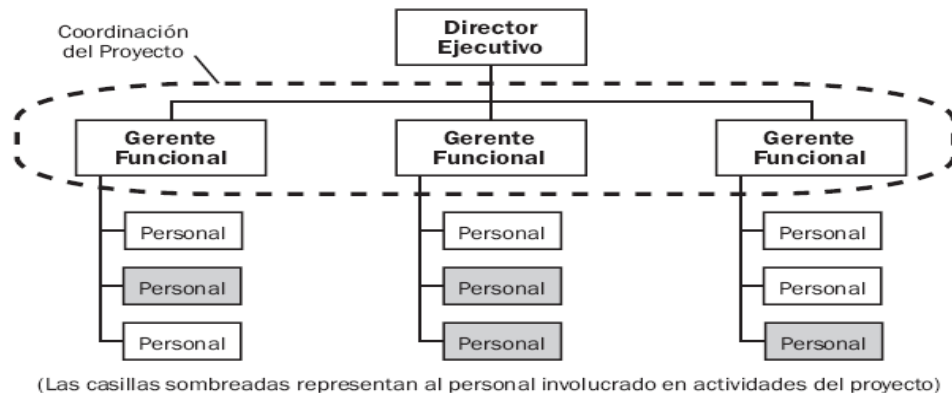 Coordinación
del Proyecto
Director
Ejecutivo
Gerente
Funcional
Gerente
Funcional
Gerente
Funcional
Personal
Personal
Personal
Personal
Personal
Personal
Personal
Personal
Personal
(Las casillas sombreadas representan al personal involucrado en actividades del proyecto)